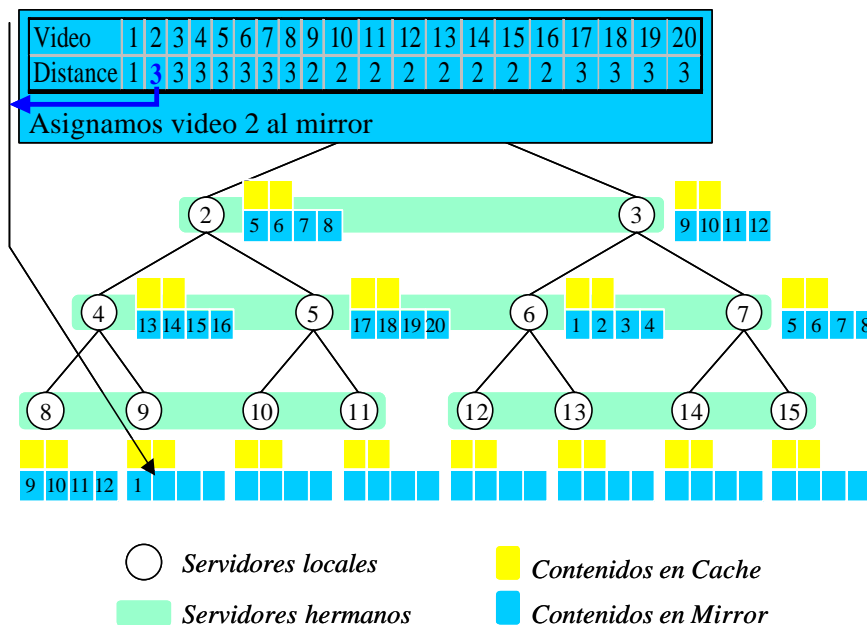 Video 1 2 3 4 5 6 7 8 9 10 11 12 13 14 15 16 17 18 19 20
Distance 1 3 3 3 3 3 3 3 2 2 2 2 2 2 2 2 3 3 3 3
Asignamos video 2 al mirror
2
5 6 7 8
3
9 10 11 12
4
13 14 15 16
5
17 18 19 20
6
1 2 3 4
7
5 6 7 8
8
9
10
11
12
13
14
15
9 10 11 12
1
Servidores locales
Contenidos en Cache
Servidores hermanos
Contenidos en Mirror